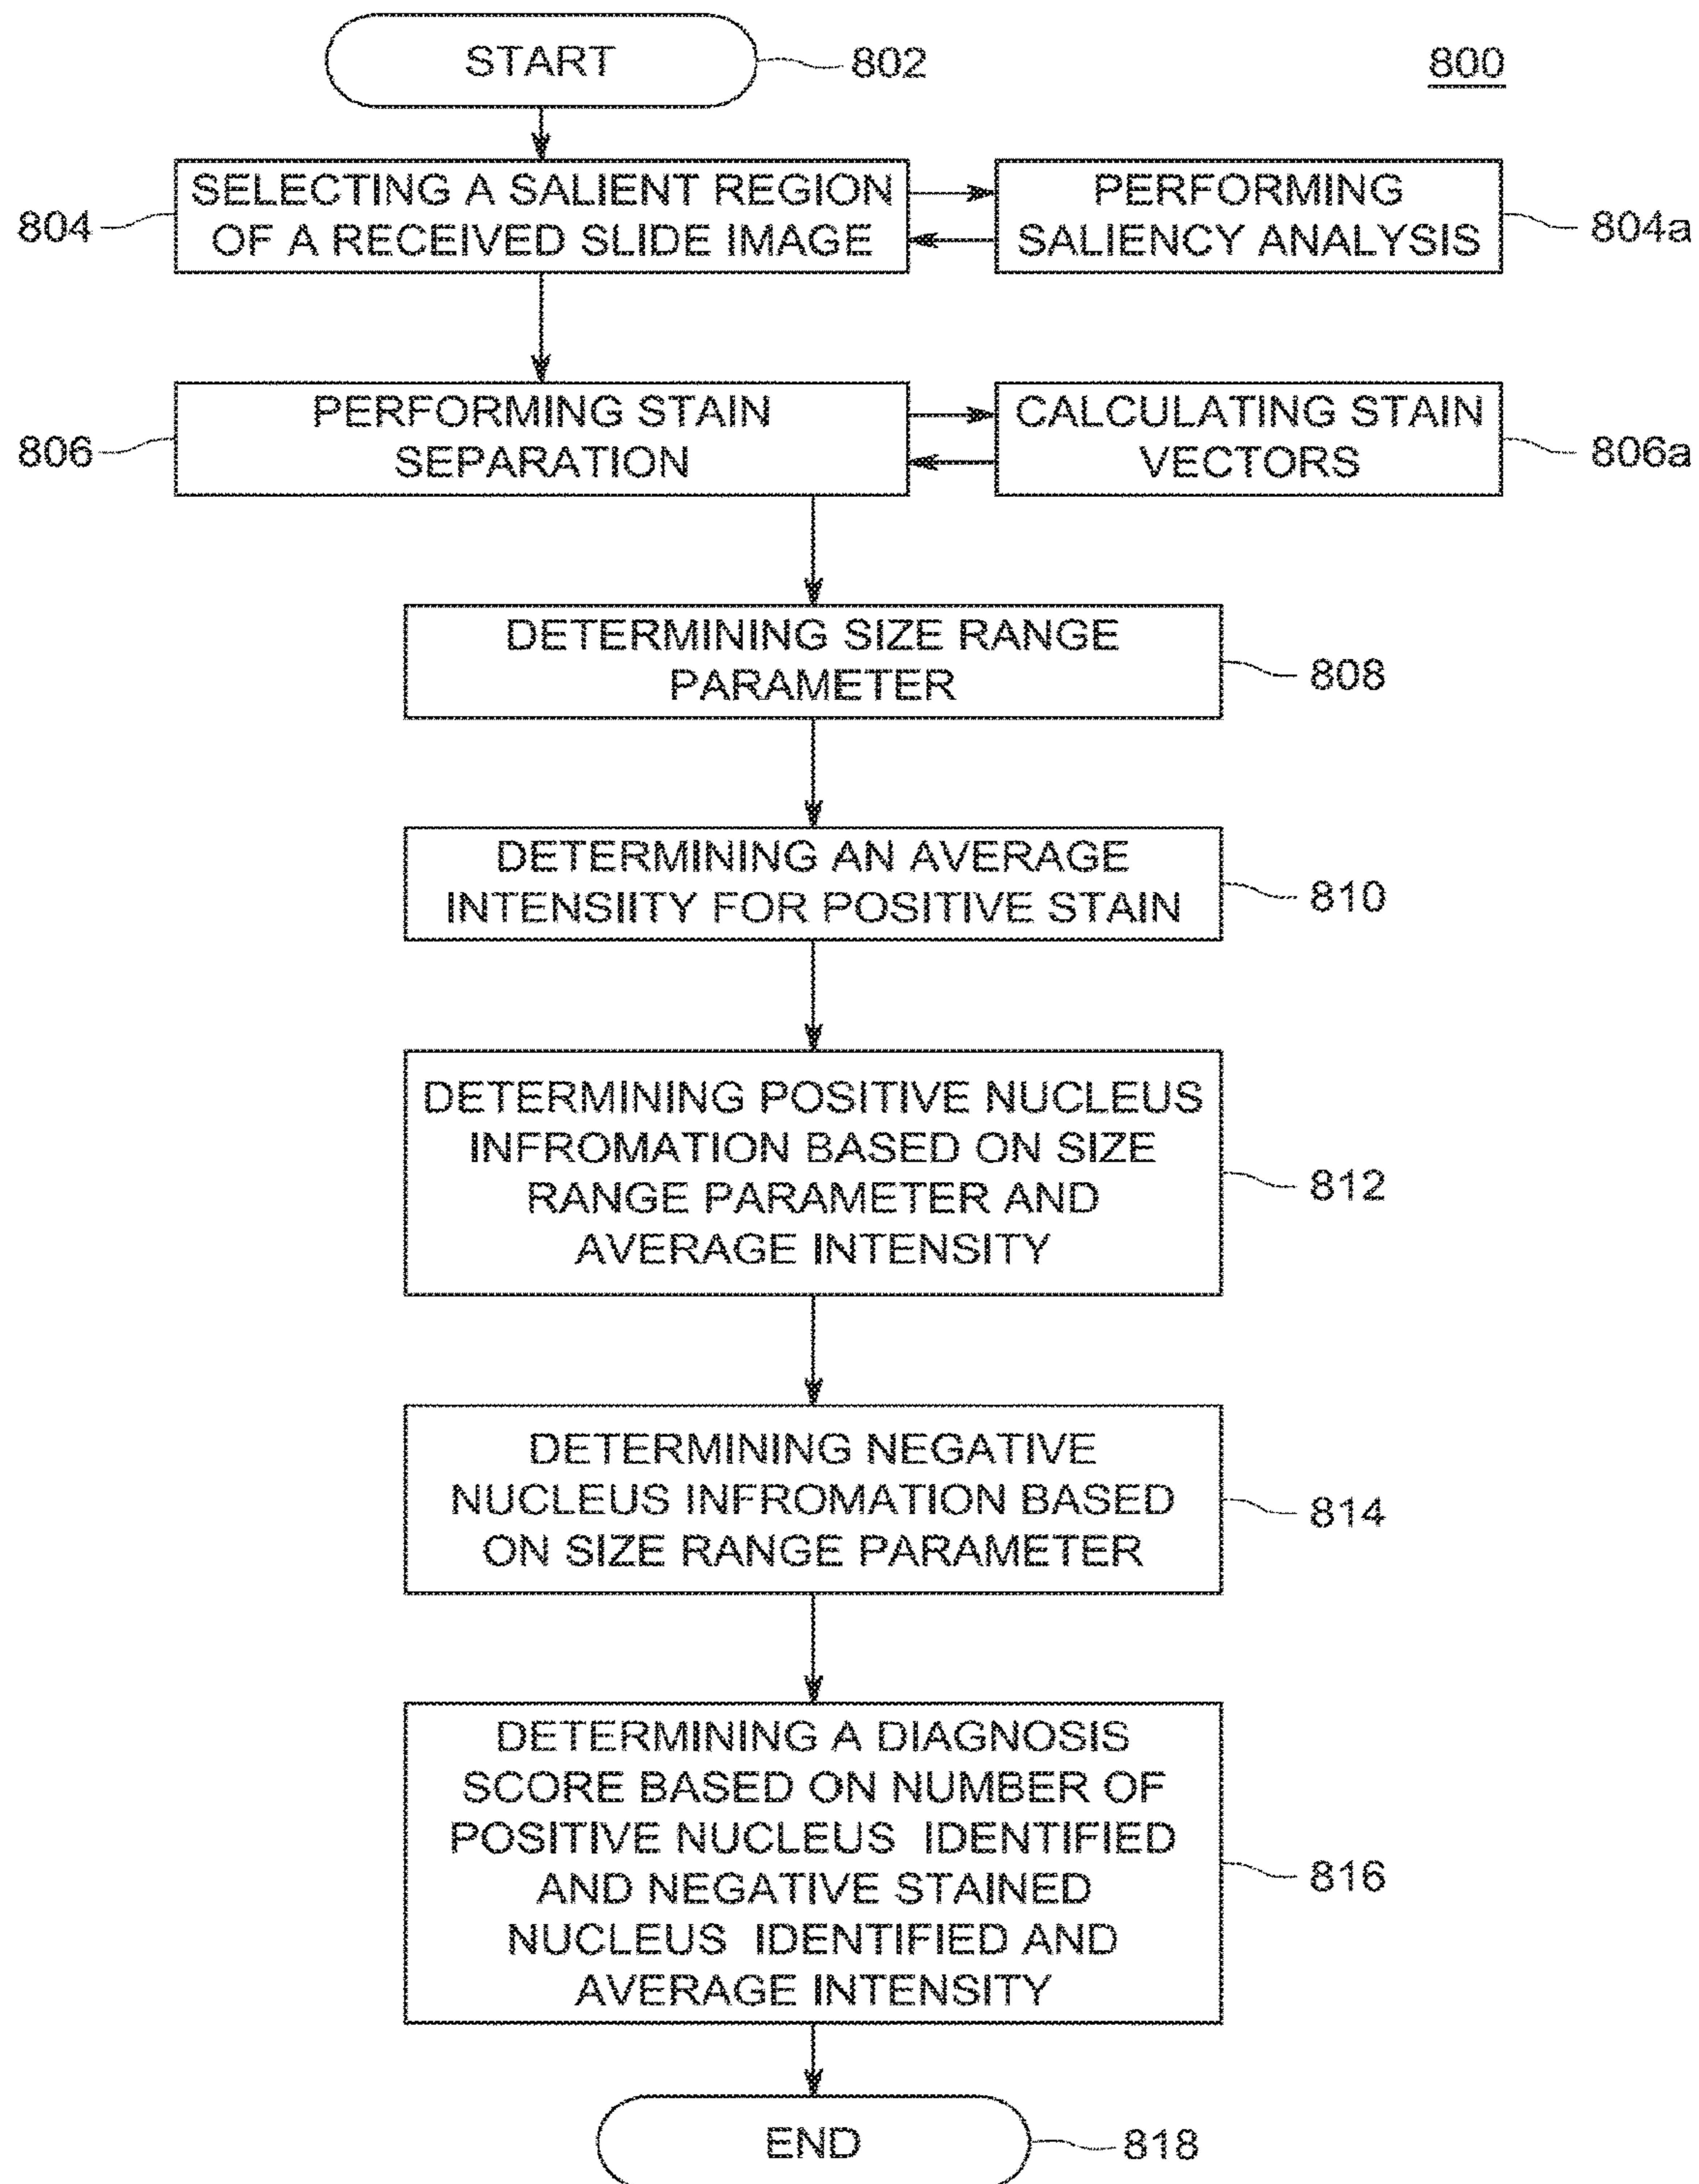 START
802
800
SELECTING A SALIENT REGION
OF A RECEIVED SLIDE IMAGE
804
PERFORMING
SALIENCY ANALYSIS
804a
PERFORMING STAIN
SEPARATION
806
CALCULATING STAIN
VECTORS
806a
DETERMINING SIZE RANGE
PARAMETER
808
DETERMINING AN AVERAGE
INTENSIITY FOR POSITIVE STAIN
810
DETERMINING POSITIVE NUCLEUS
INFROMATION BASED ON SIZE
RANGE PARAMETER AND
AVERAGE INTENSITY
812
DETERMINING NEGATIVE
NUCLEUS INFROMATION BASED
ON SIZE RANGE PARAMETER
814
DETERMINING A DIAGNOSIS
SCORE BASED ON NUMBER OF
POSITIVE NUCLEUS IDENTIFIED
AND NEGATIVE STAINED
NUCLEUS IDENTIFIED AND
AVERAGE INTENSITY
816
END
818